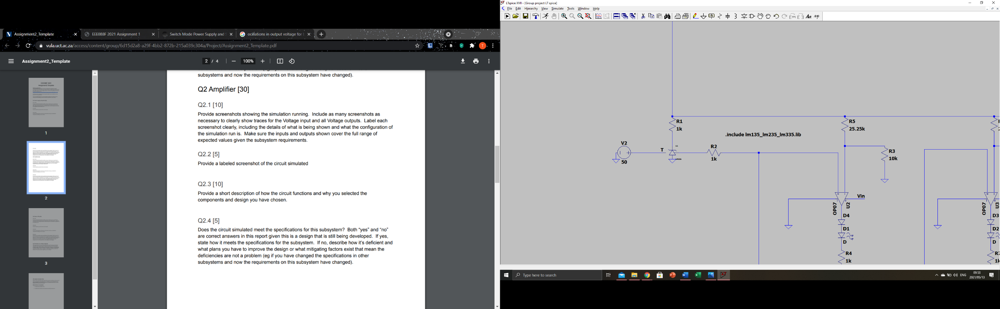 Assignment2_Template
EEE088F 2021 Assignment 1
Switch Mode Power Supply and
ocillations in output voltage for
vula.uct.ac.za/access/content/group/6d15d2a8-a29f-4bb2-872b-215a039c304a/Project/Assignment2_Template.pdf
T
Assignment2_Template
2 / 4
100%
1
2
3
subsystems and now the requirements on this subsystem have changed).
Q2 Amplifier [30]
Q2.1 [10]
Provide screenshots showing the simulation running. Include as many screenshots as
necessary to clearly show traces for the Voltage input and all Voltage outputs. Label each
screenshot clearly, including the details of what is being shown and what the configuration of
the simulation run is. Make sure the inputs and outputs shown cover the full range of
expected values given the subsystem requirements.
Q2.2 [5]
Provide a labeled screenshot of the circuit simulated
Q2.3 [10]
Provide a short description of how the circuit functions and why you selected the
components and design you have chosen.
Q2.4 [5]
Does the circuit simulated meet the specifications for this subsystem? Both “yes” and “no”
are correct answers in this report given this is a design that is still being developed. If yes,
state how it meets the specifications for the subsystem. If no, describe how it's deficient and
what plans you have to improve the design or what mitigating factors exist that mean the
deficiencies are not a problem (eg if you have changed the specifications in other
subsystems and now the requirements on this subsystem have changed).
LTspice XVII - [Group project LT spice]
File Edit Hierarchy View Simulate Tools Window Help
R1
1k
.include lm135_lm235_lm335.lib
R5
25.25k
V2
50
T
R2
1k
R3
10k
Vin
OP07
U2
D4
D1
D
R4
1k
OP07
U3
D3
D2
D
Type here to search
ENG
09:53
2021/05/13